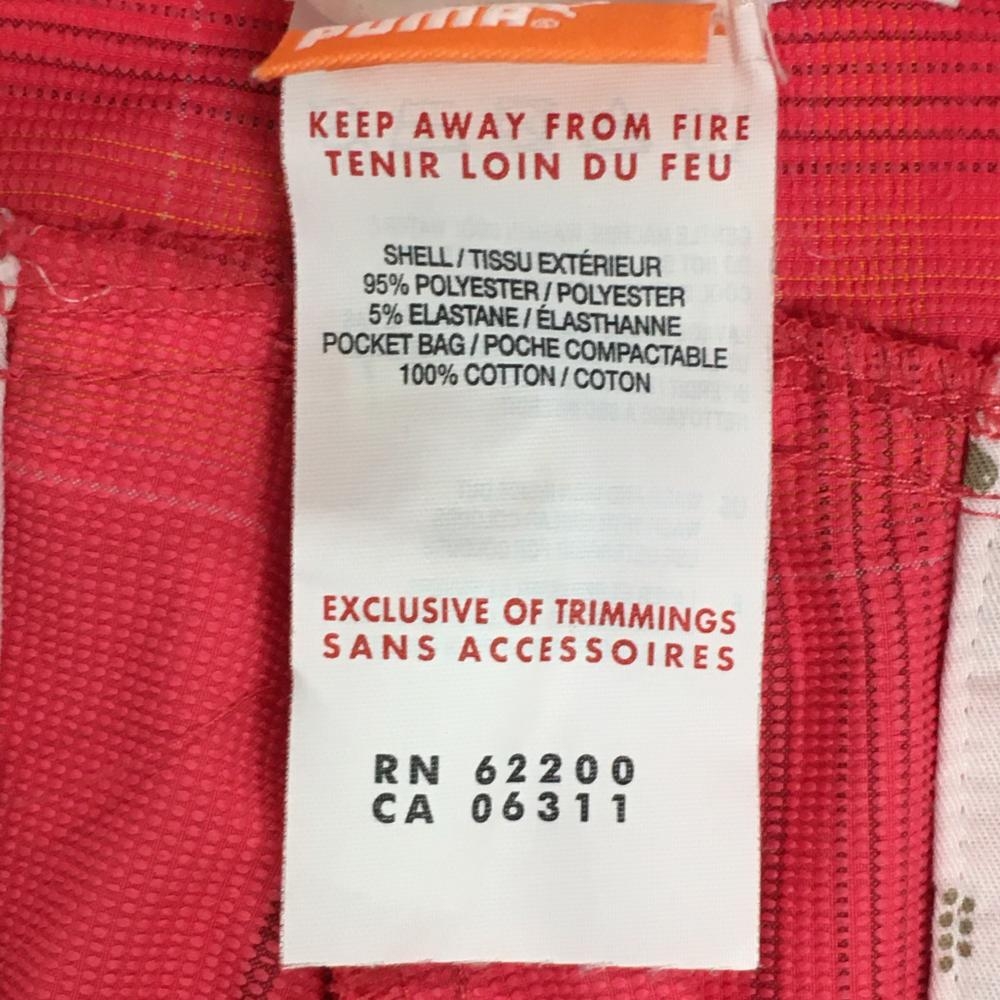 PUMA®
KEEP AWAY FROM FIRE
TENIR LOIN DU FEU
SHELL / TISSU EXTÉRIEUR
95% POLYESTER / POLYESTER
5% ELASTANE / ÉLASTHANNE
POCKET BAG / POCHE COMPACTABLE
100% COTTON / COTON
EXCLUSIVE OF TRIMMINGS
SANS ACCESSOIRES
RN 62200
CA 06311